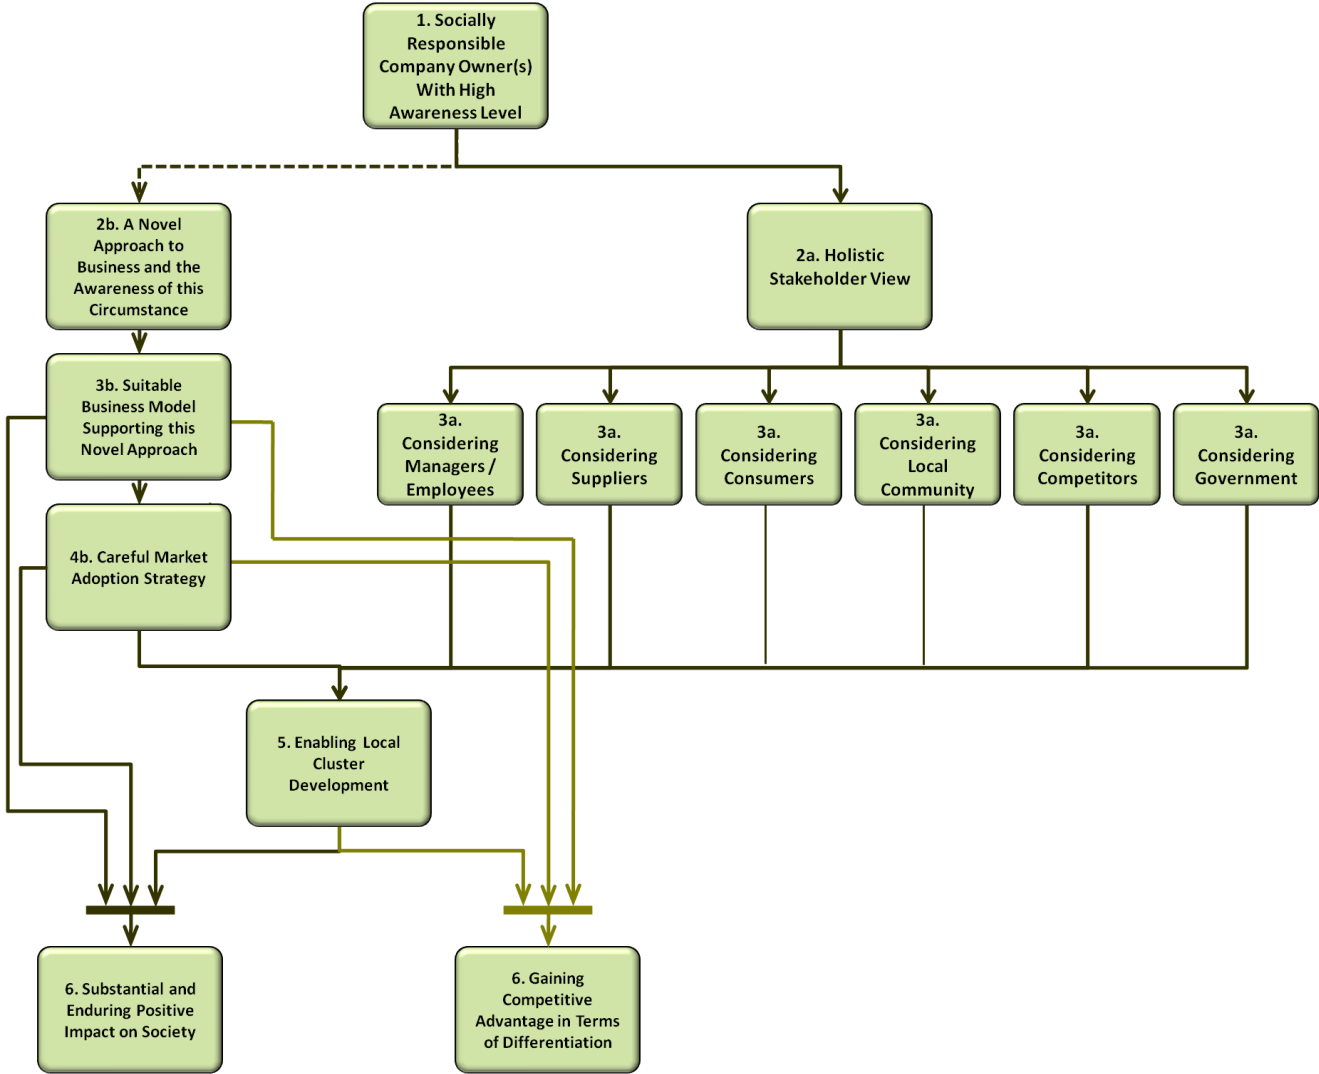 1. Socially
Responsible
Company Owner(s)
With High
Awareness Level
2b. A Novel
Approach to
Business and the
Awareness of this
Circumstance
2a. Holistic
Stakeholder View
3b. Suitable
Business Model
Supporting this
Novel Approach
3a.
Considering
Managers /
Employees
3a.
Considering
Suppliers
3a.
Considering
Consumers
3a.
Considering
Local
Community
3a.
Considering
Competitors
3a.
Considering
Government
4b. Careful Market
Adoption Strategy
5. Enabling Local
Cluster
Development
6. Substantial and
Enduring Positive
Impact on Society
6. Gaining
Competitive
Advantage in Terms
of Differentiation